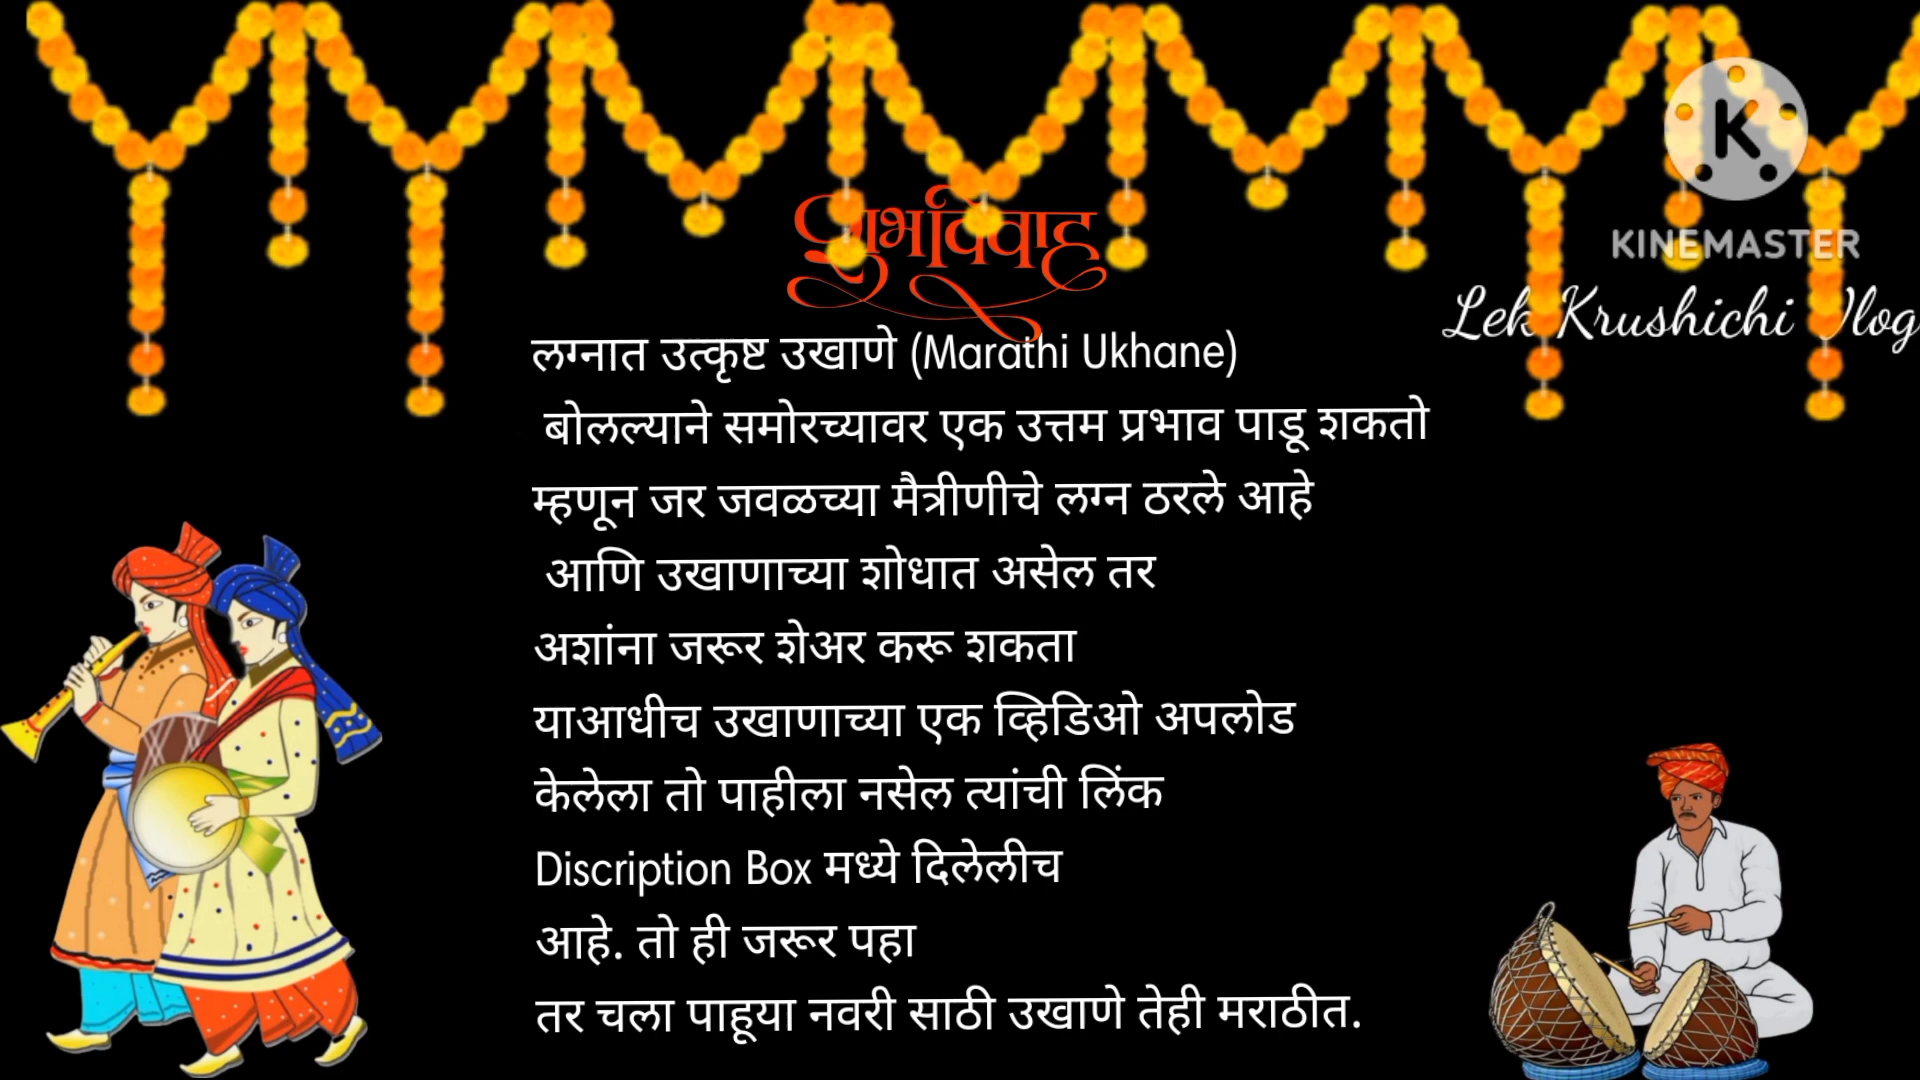 शुभविवाह
KINEMASTER
Lek Krushichi Vlog
लग्नात उत्कृष्ट उखाणे (Marathi Ukhane)
बोलल्याने समोरच्यावर एक उत्तम प्रभाव पाडू शकतो
म्हणून जर जवळच्या मैत्रीणीचे लग्न ठरले आहे
आणि उखाणाच्या शोधात असेल तर
अशांना जरूर शेअर करू शकता
याआधीच उखाणाच्या एक व्हिडिओ अपलोड
केलेला तो पाहीला नसेल त्यांची लिंक
Discription Box मध्ये दिलेलीच
आहे. तो ही जरूर पहा
तर चला पाहूया नवरी साठी उखाणे तेही मराठीत.